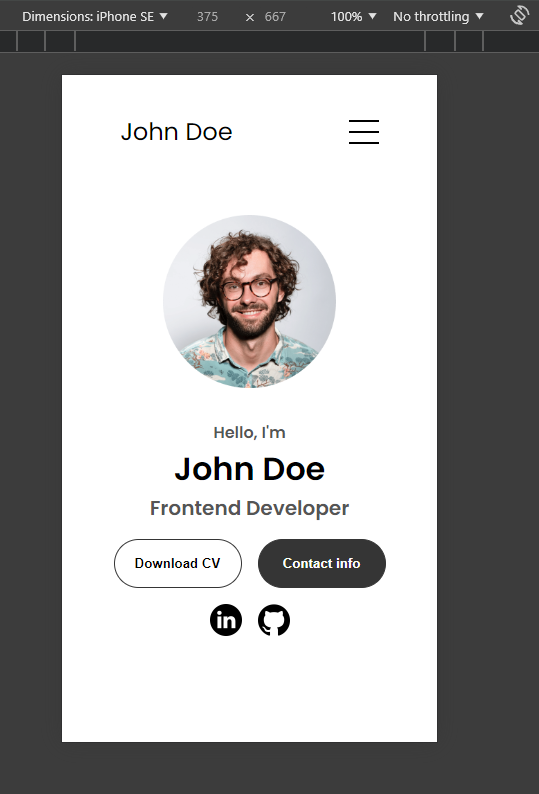 Dimensions: iPhone SE ▼ 375 × 667 100% ▼ No throttling ▼
John Doe
Hello, I'm
John Doe
Frontend Developer
Download CV Contact info
in